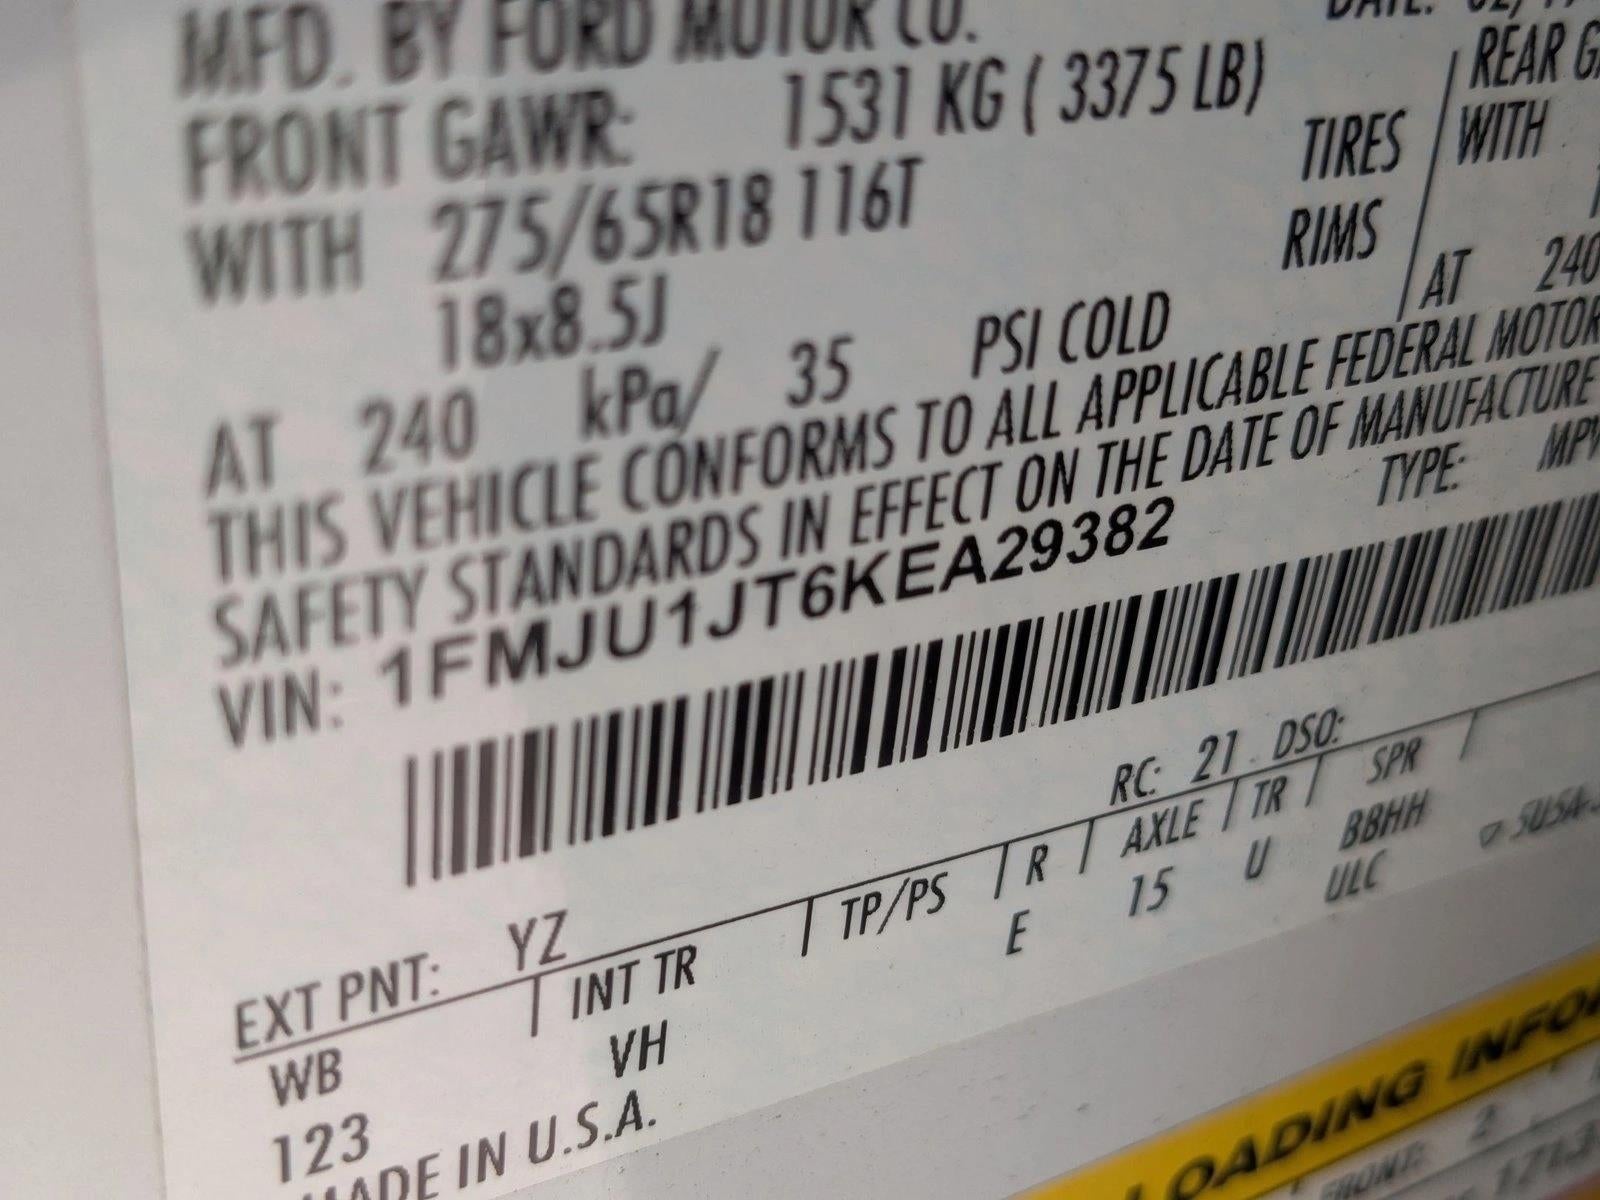 MFD. BY FORD MOTOR CO.
FRONT GAWR: 1531 KG ( 3375 LB) REAR
WITH 275/65R18 116T TIRES WITH
18x8.5J RIMS
AT 240 kPa/ 35 PSI COLD AT 240
THIS VEHICLE CONFORMS TO ALL APPLICABLE FEDERAL MOTOR
SAFETY STANDARDS IN EFFECT ON THE DATE OF MANUFACTURE
VIN: 1FMJU1JT6KEA29382 TYPE: MPV
EXT PNT: YZ RC: 21 DSO:
WB INT TR TP/PS R AXLE TR SPR
123 VH E 15 U BBHH
ULC
MADE IN U.S.A.
LOADING